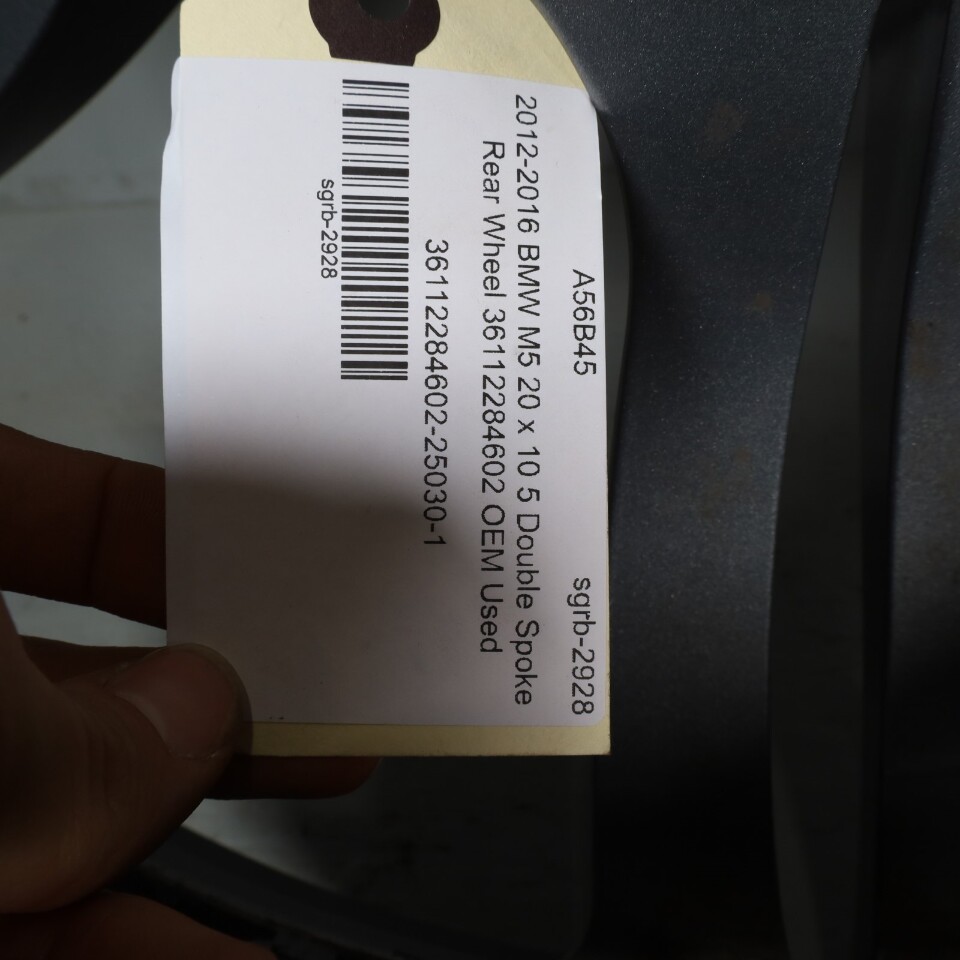 A56B45 sgrb-2928
2012-2016 BMW M5 20 x 10 5 Double Spoke
Rear Wheel 36112284602 OEM Used
36112284602-25030-1
sgrb-2928